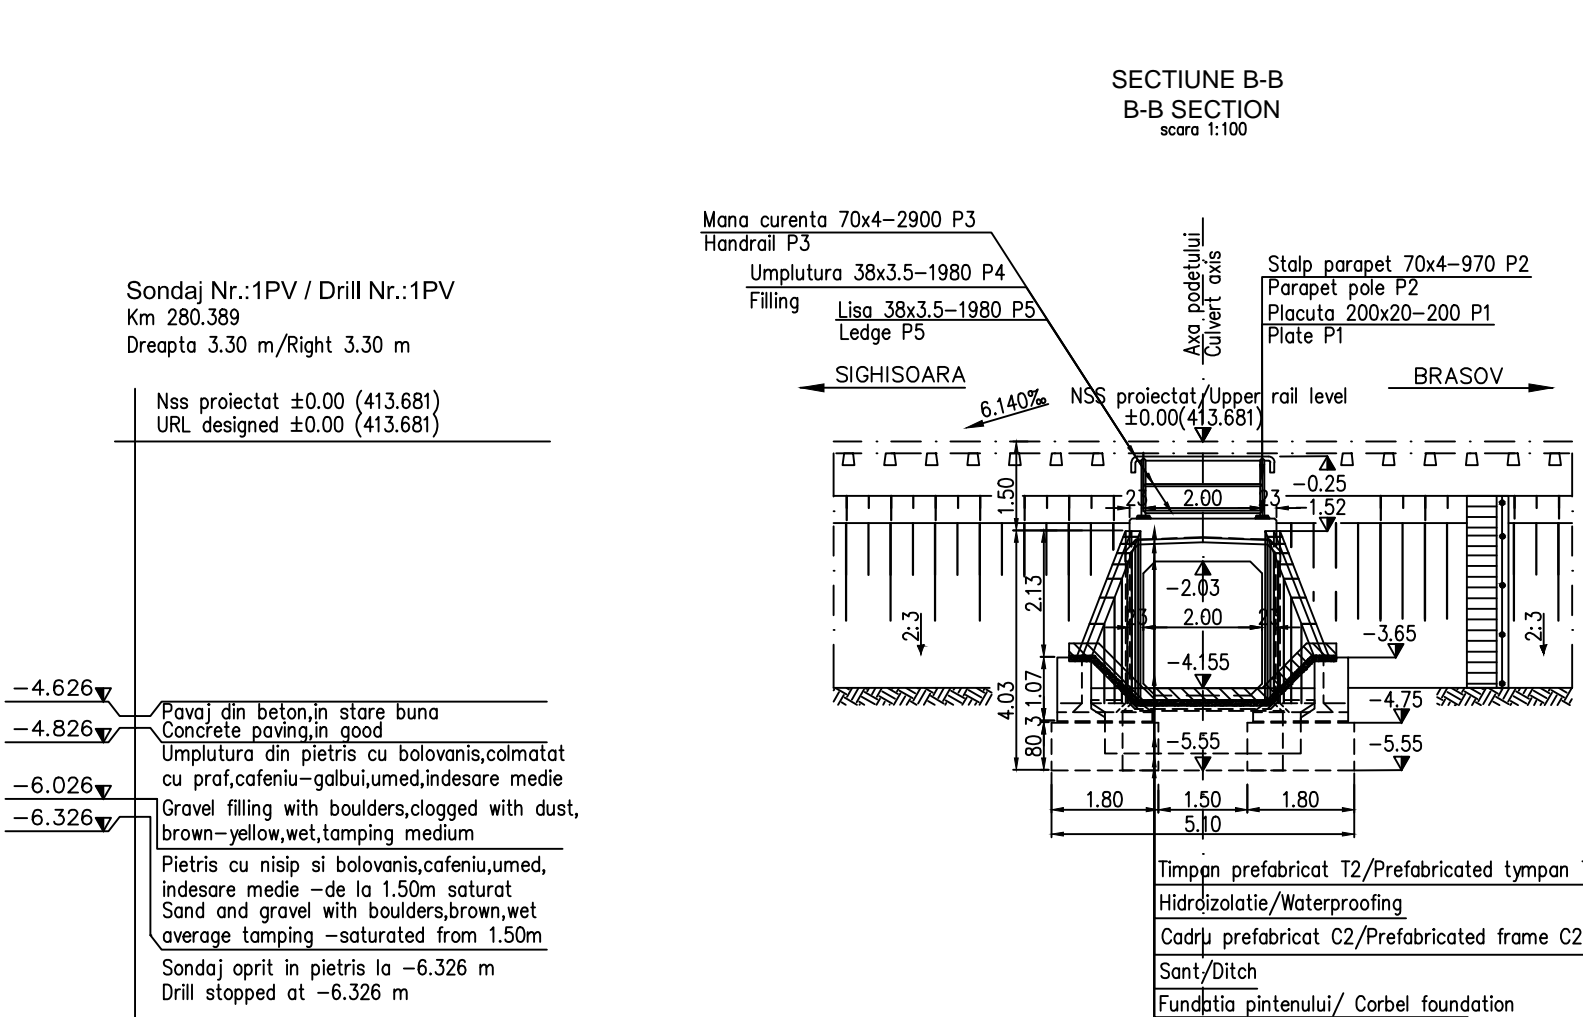 SECTIUNE B-B
B-B SECTION
scara 1:100
Mana curenta 70x4-2900 P3
Handrail P3
Umplutura 38x3.5-1980 P4
Filling
Lisa 38x3.5-1980 P5
Ledge P5
Axa podetului
Culvert axis
Stalp parapet 70x4-970 P2
Parapet pole P2
Placuta 200x20-200 P1
Plate P1
SIGHISOARA
BRASOV
6.140‰
NSS proiectat/Upper rail level
±0.00(413.681)
Sondaj Nr.:1PV / Drill Nr.:1PV
Km 280.389
Dreapta 3.30 m/Right 3.30 m
Nss proiectat ±0.00 (413.681)
URL designed ±0.00 (413.681)
-4.626
Pavaj din beton,in stare buna
-4.826
Concrete paving,in good
Umplutura din pietris cu bolovanis,colmatat
cu praf,cafeniu-galbui,umed,indesare medie
-6.026
Gravel filling with boulders,clogged with dust,
-6.326
brown-yellow,wet,tamping medium
Pietris cu nisip si bolovanis,cafeniu,umed,
indesare medie -de la 1.50m saturat
Sand and gravel with boulders,brown,wet
average tamping -saturated from 1.50m
Sondaj oprit in pietris la -6.326 m
Drill stopped at -6.326 m
1.50
23
2.00
23
-0.25
1.52
2.13
-2.03
23
2.00
23
2:3
2:3
-3.65
-4.155
4.03
1.07
-4.75
3
80
-5.55
-5.55
1.80
1.50
1.80
5.10
Timpan prefabricat T2/Prefabricated tympan
Hidroizolatie/Waterproofing
Cadru prefabricat C2/Prefabricated frame C2
Sant/Ditch
Fundatia pintenului/ Corbel foundation